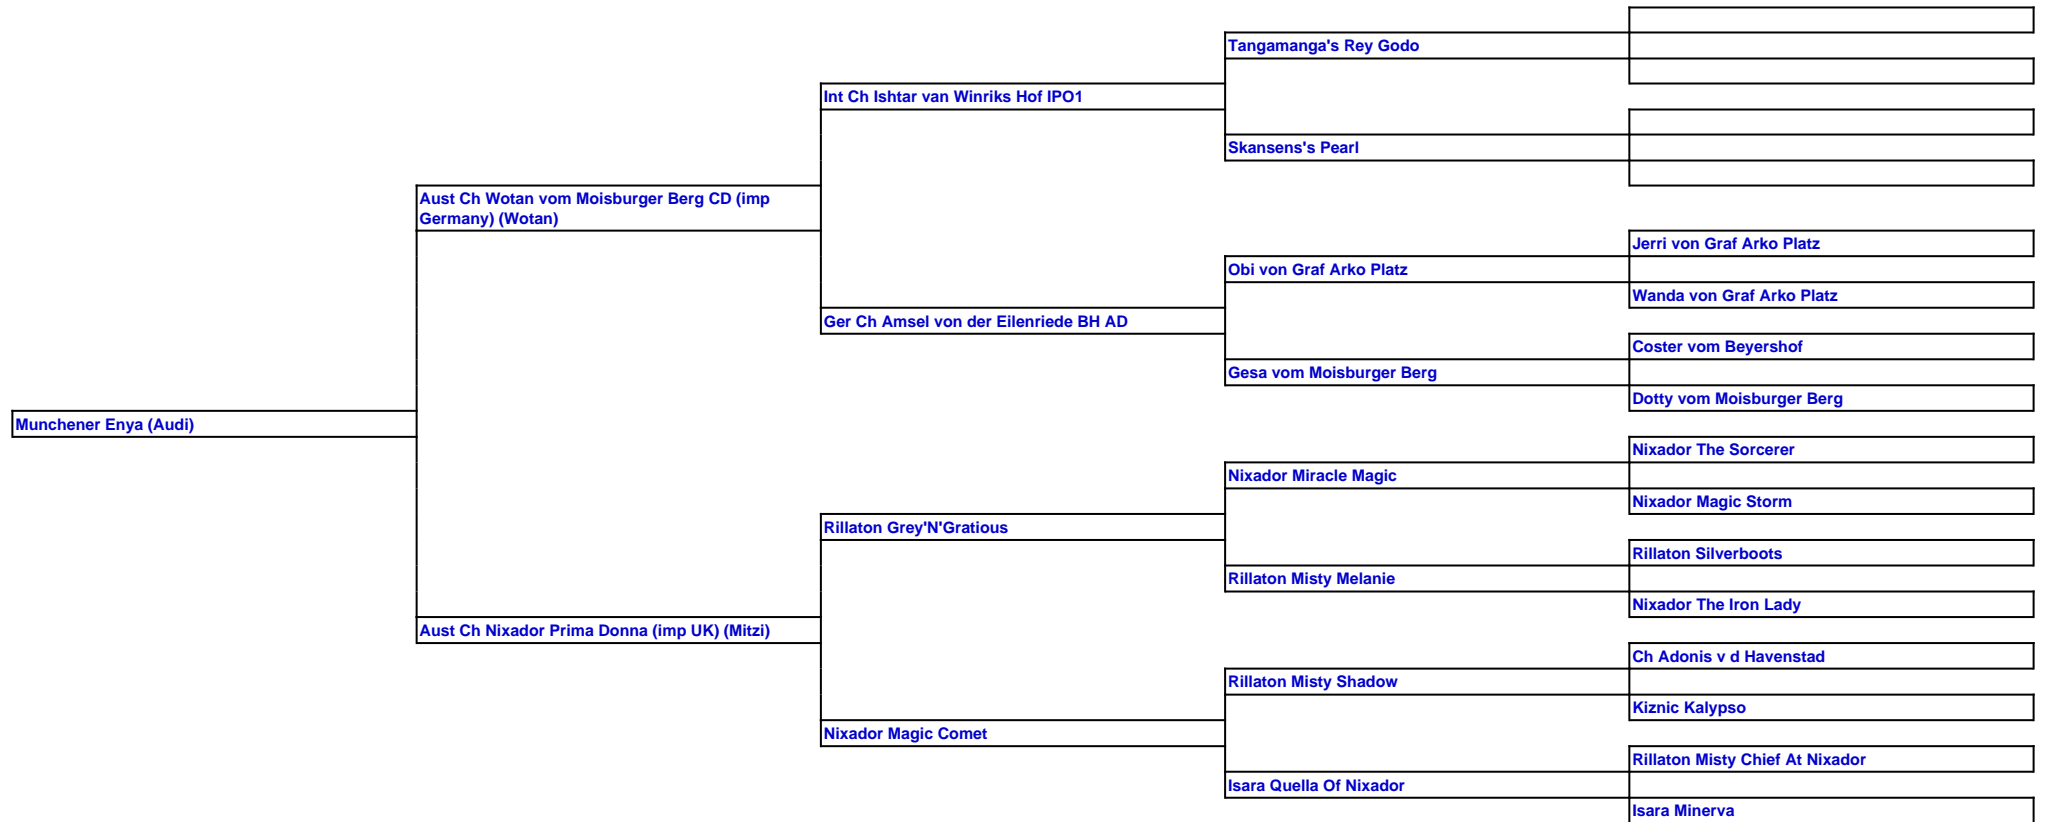 Tangamanga's Rey Godo
Int Ch Ishtar van Winriks Hof IPO1
Skansens's Pearl
Aust Ch Wotan vom Moisburger Berg CD (imp
Germany) (Wotan)
Jerri von Graf Arko Platz
Obi von Graf Arko Platz
Wanda von Graf Arko Platz
Ger Ch Amsel von der Eilenriede BH AD
Coster vom Beyershof
Gesa vom Moisburger Berg
Dotty vom Moisburger Berg
Munchener Enya (Audi)
Nixador The Sorcerer
Nixador Miracle Magic
Nixador Magic Storm
Rillaton Grey'N'Gratious
Rillaton Silverboots
Rillaton Misty Melanie
Nixador The Iron Lady
Aust Ch Nixador Prima Donna (imp UK) (Mitzi)
Ch Adonis v d Havenstad
Rillaton Misty Shadow
Kiznic Kalypso
Nixador Magic Comet
Rillaton Misty Chief At Nixador
Isara Quella Of Nixador
Isara Minerva